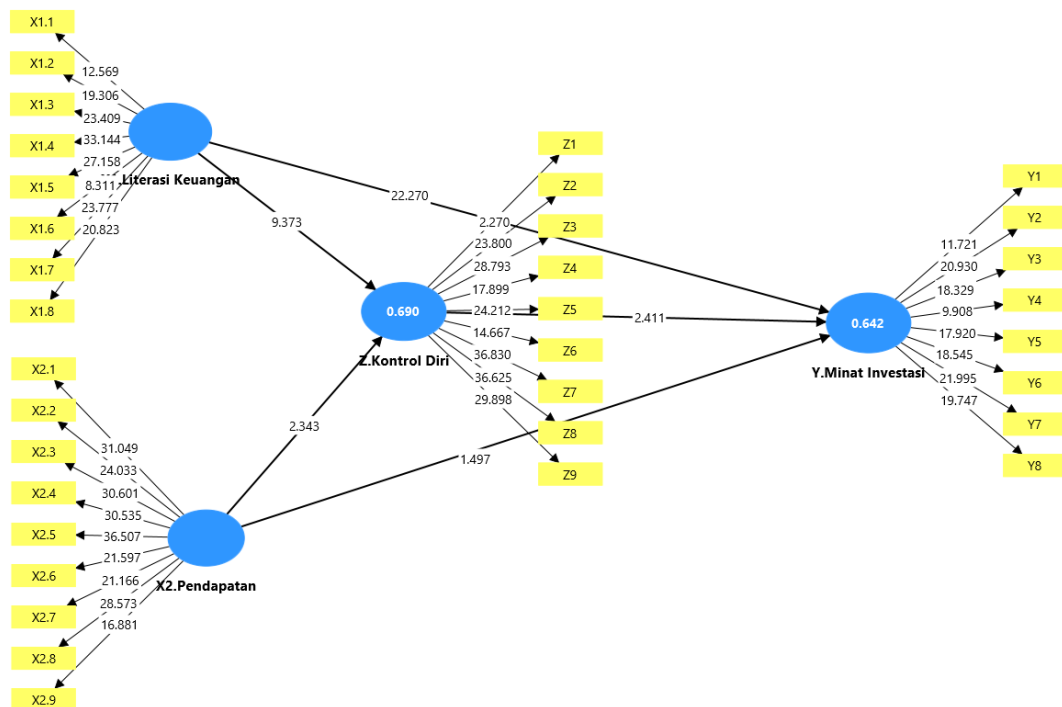 X1.1
X1.2
X1.3
X1.4
X1.5
X1.6
X1.7
X1.8
12.569
19.306
23.409
33.144
27.158
8.311
23.777
20.823
.Literasi Keuangan
22.270
9.373
Z1
Z2
Z3
Z4
Z5
Z6
Z7
Z8
Z9
2.270
23.800
28.793
17.899
24.212
14.667
36.830
36.625
29.898
0.690
Z.Kontrol Diri
2.411
2.343
1.497
X2.1
X2.2
X2.3
X2.4
X2.5
X2.6
X2.7
X2.8
X2.9
31.049
24.033
30.601
30.535
36.507
21.597
21.166
28.573
16.881
X2.Pendapatan
0.642
Y.Minat Investasi
11.721
20.930
18.329
9.908
17.920
18.545
21.995
19.747
Y1
Y2
Y3
Y4
Y5
Y6
Y7
Y8